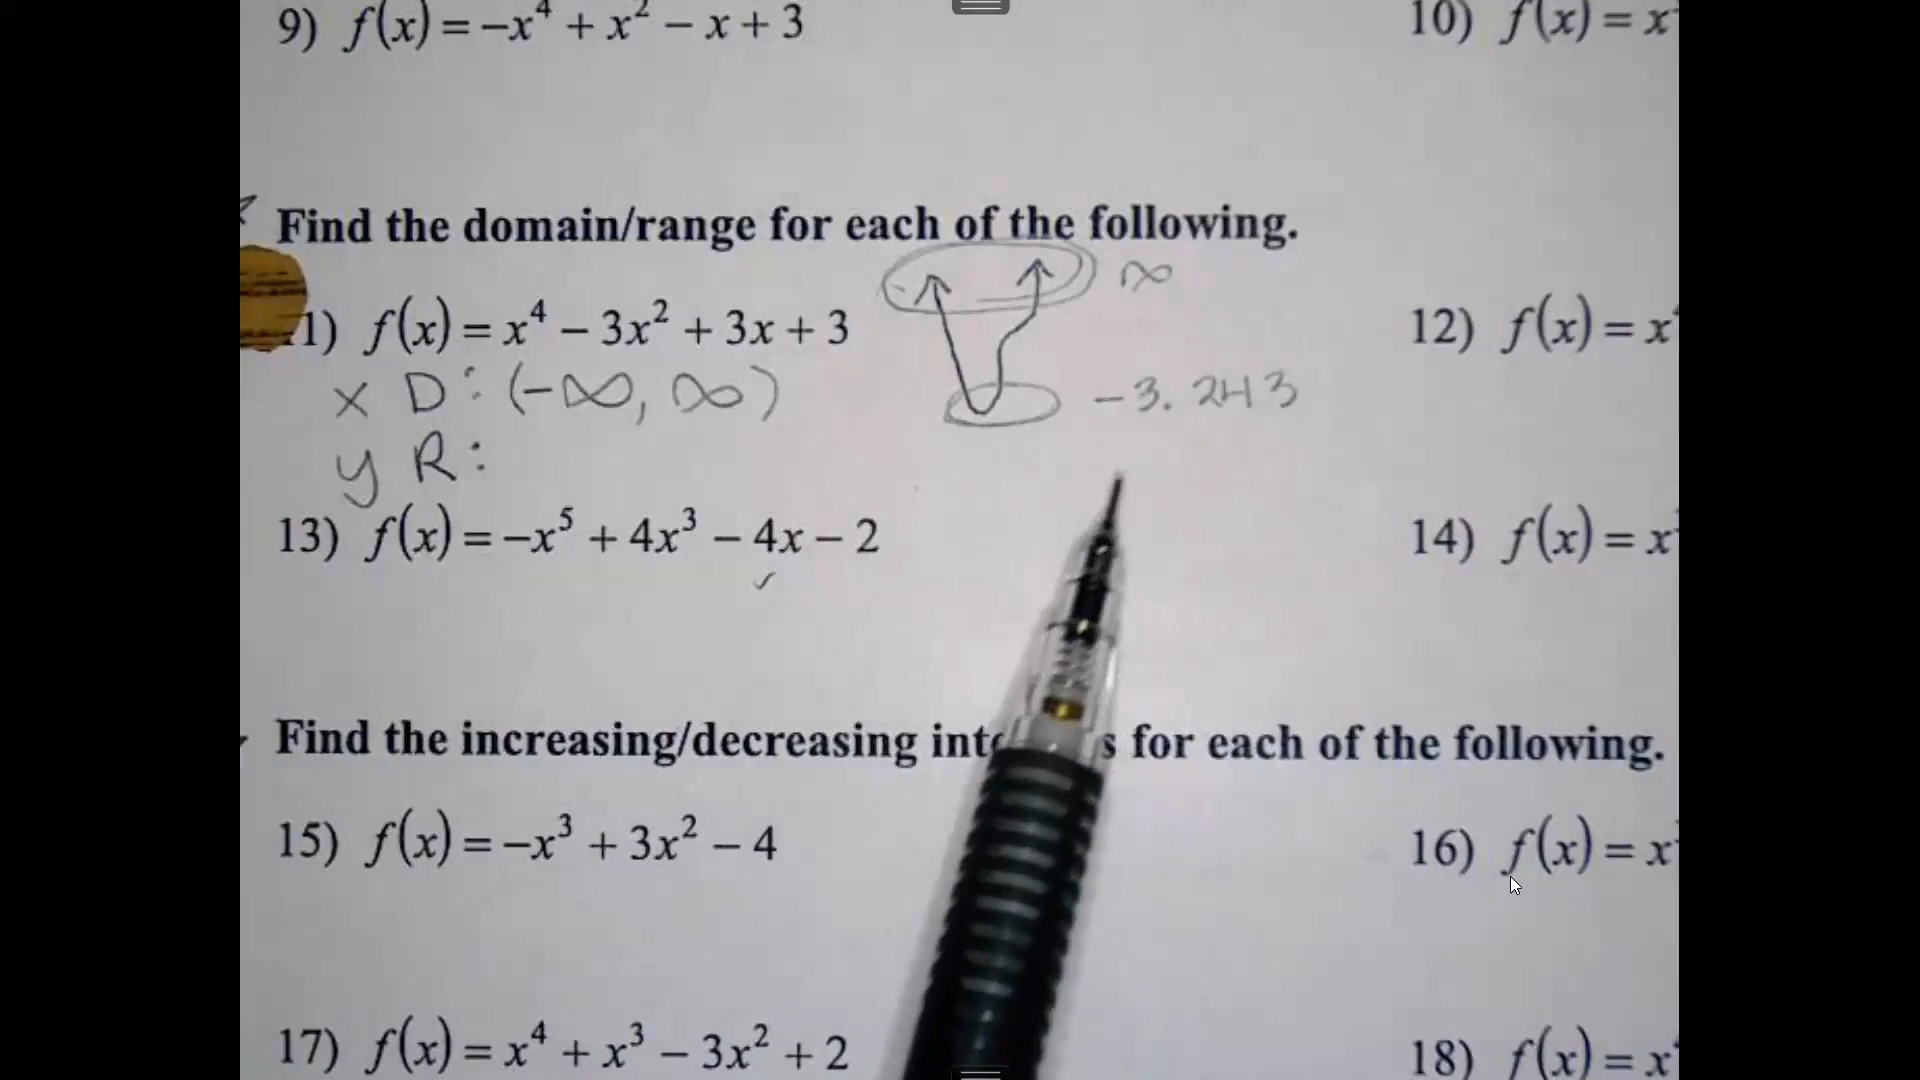 9) f(x) = −x⁴ + x² − x + 3
10) f(x) = x
Find the domain/range for each of the following.
∞
1) f(x) = x⁴ − 3x² + 3x + 3
12) f(x) = x
x D: (-∞, ∞)
-3.243
y R:
13) f(x) = −x⁵ + 4x³ − 4x − 2
14) f(x) = x
Find the increasing/decreasing int s for each of the following.
15) f(x) = −x³ + 3x² − 4
16) f(x) = x
17) f(x) = x⁴ + x³ − 3x² + 2
18) f(x) = x